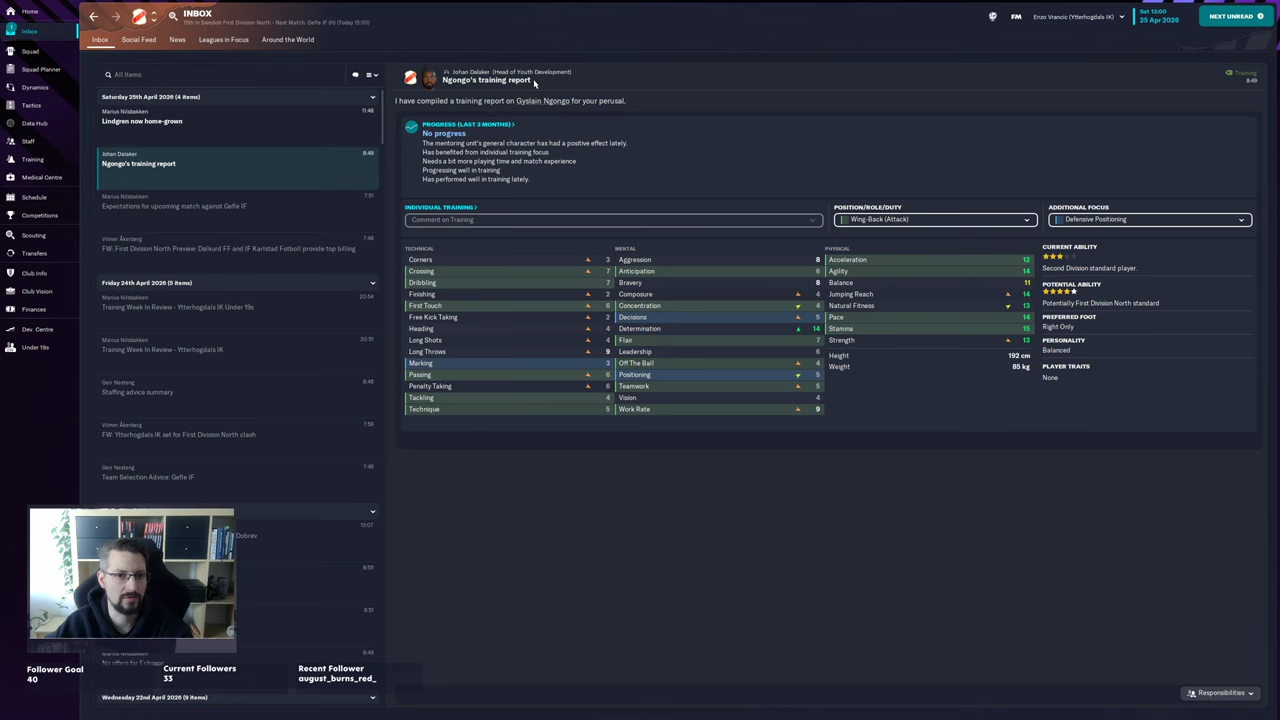 Home
INBOX
15th in Swedish First Division North - Next Match: Gefle IF (H) (Today 15:00)
FM
Enzo Vrancic (Ytterhogdals IK)
Sat 13:00
25 Apr 2026
NEXT UNREAD
1
Inbox
Squad
Squad Planner
Dynamics
Tactics
Data Hub
Staff
Training
Medical Centre
Schedule
Competitions
Scouting
Transfers
Club Info
Club Vision
Finances
Dev. Centre
Under 19s
Inbox
Social Feed
News
Leagues in Focus
Around the World
All Items
Saturday 25th April 2026 (4 items)
Marius Nilsbakken
11:48
Lindgren now home-grown
Johan Dalaker
8:49
Ngongo's training report
Marius Nilsbakken
7:51
Expectations for upcoming match against Gefle IF
Vilmer Åkerberg
7:48
FW: First Division North Preview: Dalkurd FF and IF Karlstad Fotboll provide top billing
Friday 24th April 2026 (5 items)
Marius Nilsbakken
20:54
Training Week In Review - Ytterhogdals IK Under 19s
Marius Nilsbakken
20:51
Training Week In Review - Ytterhogdals IK
Geir Nesteng
8:46
Staffing advice summary
Vilmer Åkerberg
7:59
FW: Ytterhogdals IK set for First Division North clash
Geir Nesteng
7:46
Team Selection Advice: Gefle IF
13:07
Dobrev
8:55
8:51
Marius Nilsbakken
8:49
Wednesday 22nd April 2026 (9 items)
Johan Dalaker (Head of Youth Development)
Ngongo's training report
Training
8:49
I have compiled a training report on Gyslain Ngongo for your perusal.
PROGRESS (LAST 3 MONTHS) >
No progress
The mentoring unit's general character has had a positive effect lately.
Has benefited from individual training focus
Needs a bit more playing time and match experience
Progressing well in training
Has performed well in training lately.
INDIVIDUAL TRAINING >
Comment on Training
POSITION/ROLE/DUTY
Wing-Back (Attack)
ADDITIONAL FOCUS
Defensive Positioning
TECHNICAL
Corners 3
Crossing 7
Dribbling 7
Finishing 2
First Touch 6
Free Kick Taking 2
Heading 4
Long Shots 4
Long Throws 9
Marking 3
Passing 6
Penalty Taking 6
Tackling 4
Technique 5
MENTAL
Aggression 8
Anticipation 6
Bravery 8
Composure 4
Concentration 4
Decisions 5
Determination 14
Flair 7
Leadership 6
Off The Ball 4
Positioning 5
Teamwork 5
Vision 4
Work Rate 9
PHYSICAL
Acceleration 12
Agility 14
Balance 11
Jumping Reach 14
Natural Fitness 13
Pace 14
Stamina 15
Strength 13
Height 192 cm
Weight 85 kg
CURRENT ABILITY
Second Division standard player.
POTENTIAL ABILITY
Potentially First Division North standard
PREFERRED FOOT
Right Only
PERSONALITY
Balanced
PLAYER TRAITS
None
Responsibilities
Follower Goal
40
Current Followers
33
Recent Follower
august_burns_red_